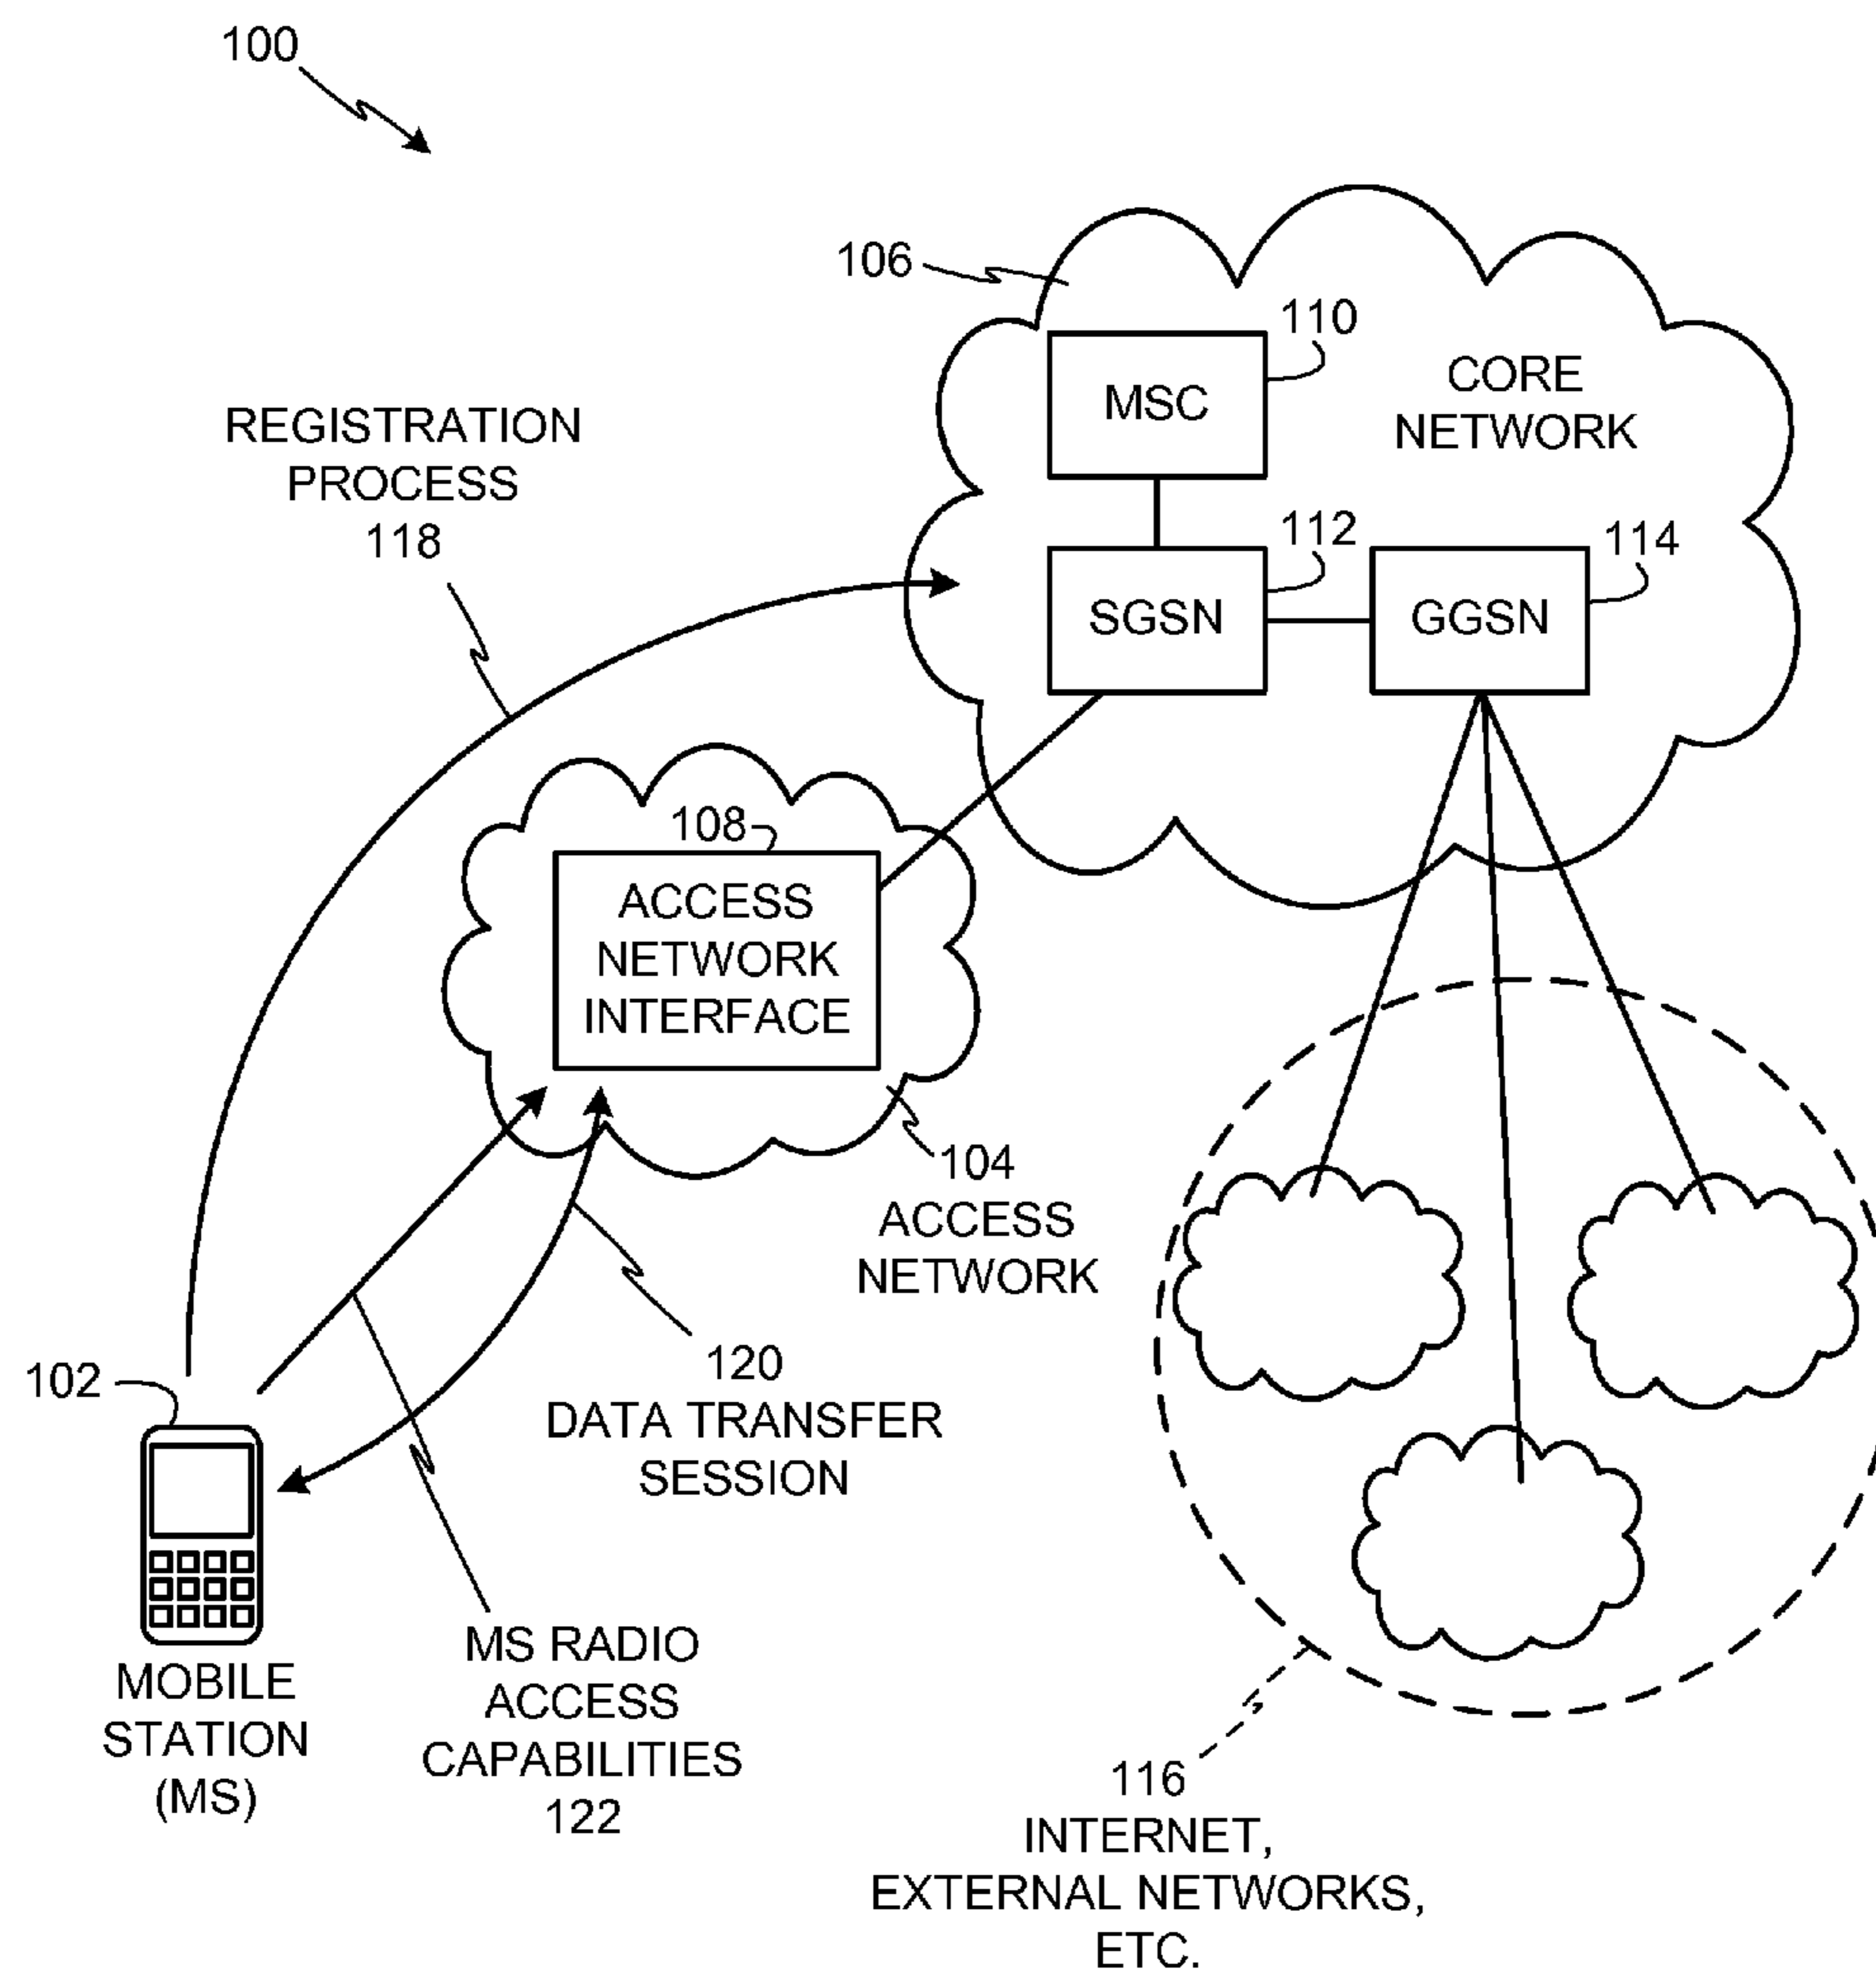 100
106
110
MSC
CORE
NETWORK
REGISTRATION
PROCESS
118
112
114
SGSN
GGSN
108
ACCESS
NETWORK
INTERFACE
104
ACCESS
NETWORK
102
120
DATA TRANSFER
SESSION
MOBILE
STATION
(MS)
MS RADIO
ACCESS
CAPABILITIES
122
116
INTERNET,
EXTERNAL NETWORKS,
ETC.